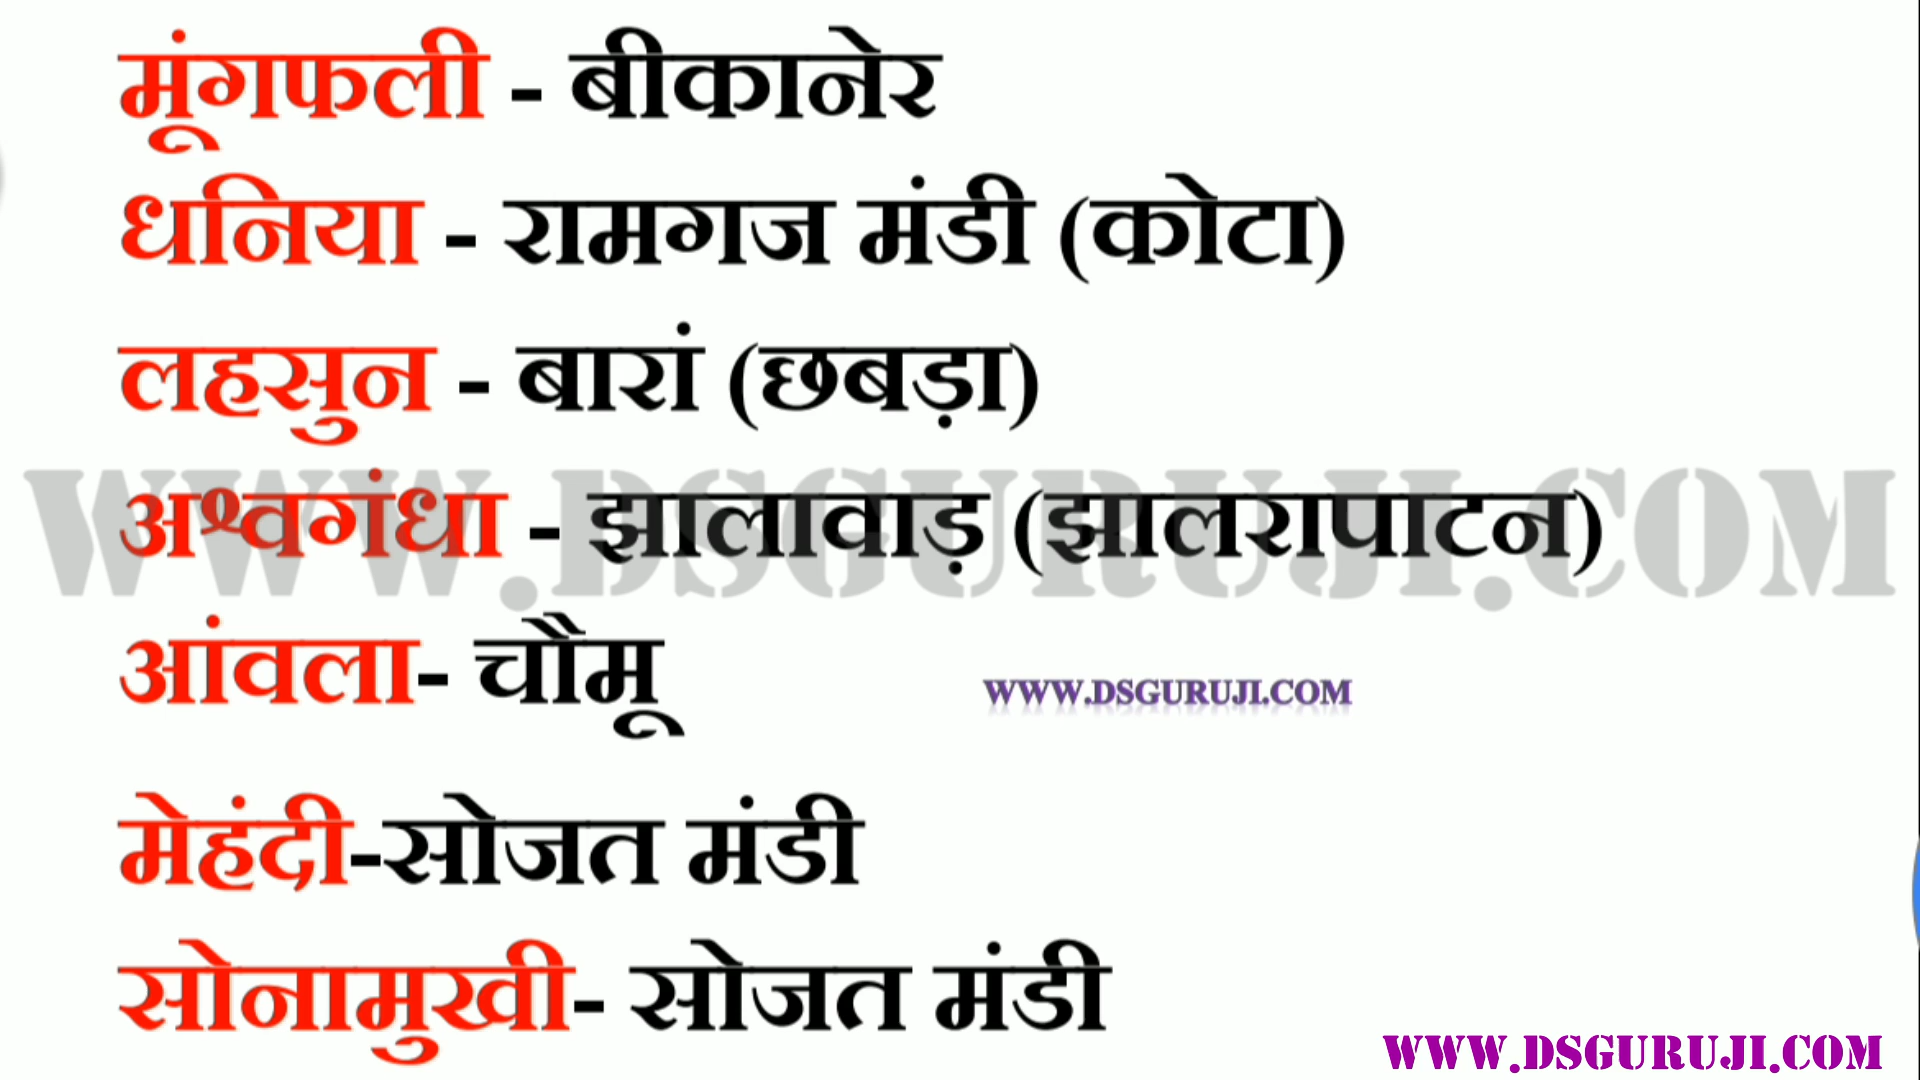 मूंगफली - बीकानेर
धनिया - रामगज मंडी (कोटा)
लहसुन - बारां (छबड़ा)
WWW.DSGURUJI.COM
अश्वगंधा - झालावाड़ (झालरापाटन)
आंवला- चौमू
WWW.DSGURUJI.COM
मेहंदी-सोजत मंडी
सोनामुखी- सोजत मंडी
WWW.DSGURUJI.COM